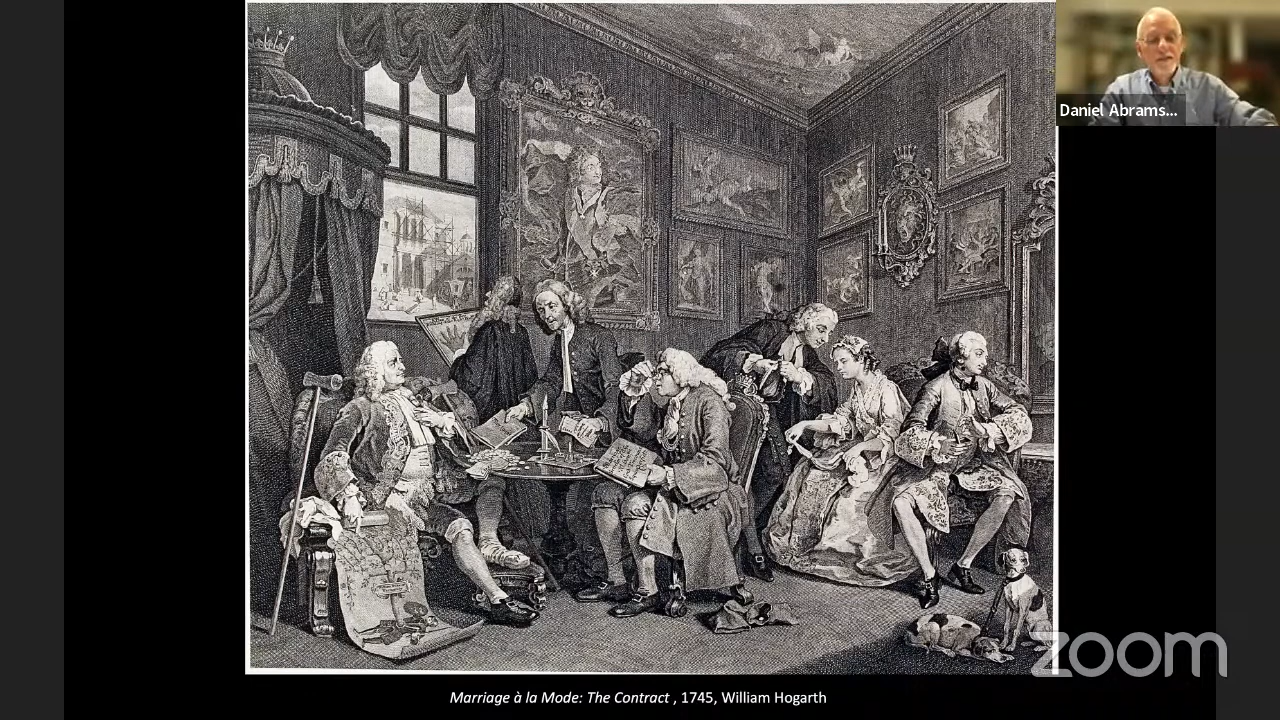 Daniel Abrams...
zoom
Marriage à la Mode: The Contract , 1745, William Hogarth